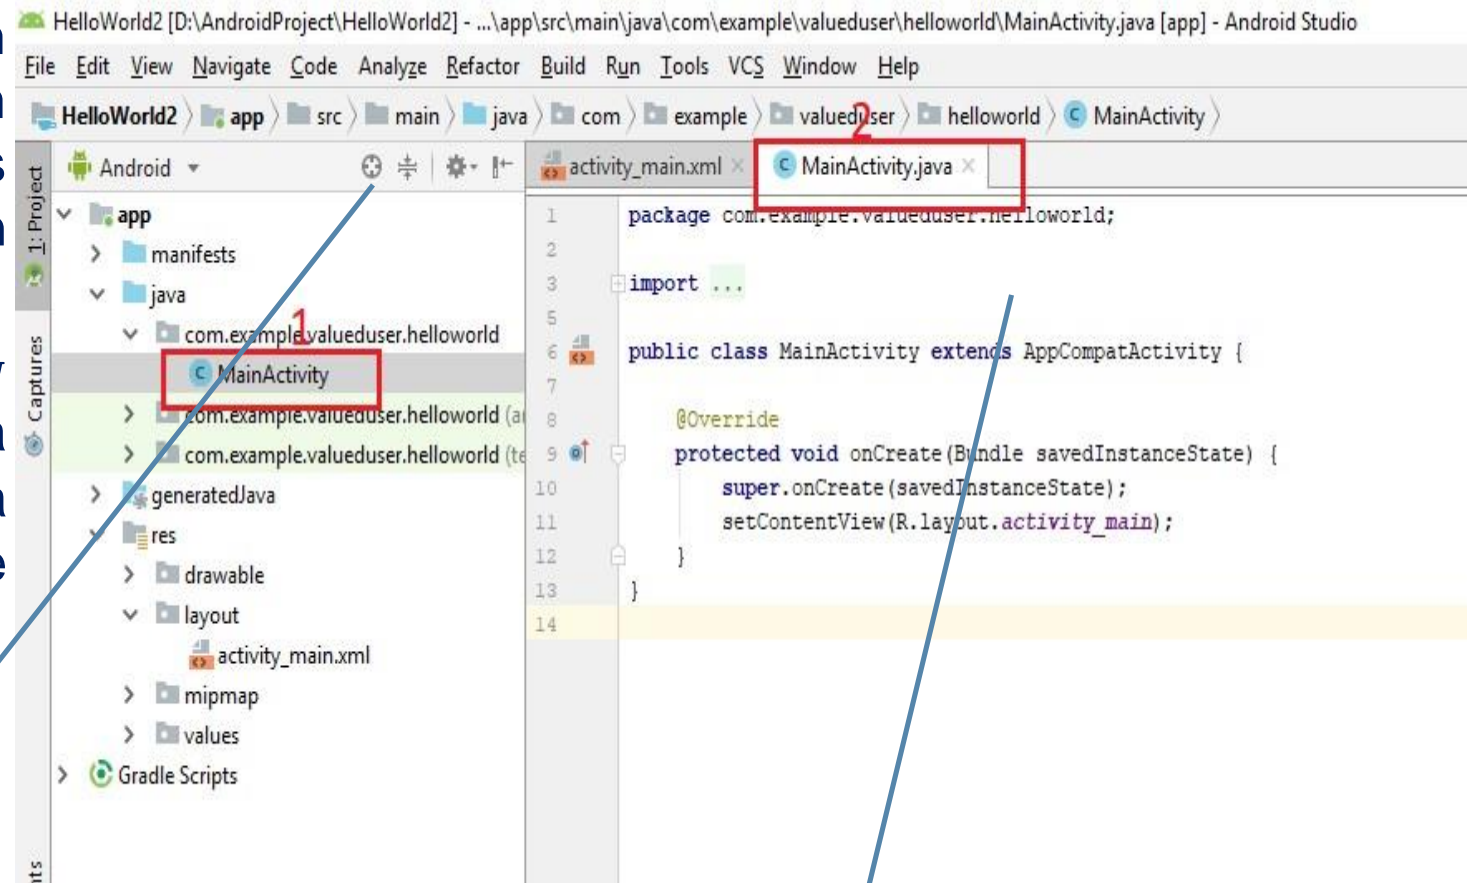 HelloWorld2 [D:\AndroidProject\HelloWorld2] - ...\app\src\main\java\com\example\valueduser\helloworld\MainActivity.java [app] - Android Studio
File Edit View Navigate Code Analyze Refactor Build Run Tools VCS Window Help
HelloWorld2 app src main java com example valueduser helloworld MainActivity
2
Android
activity_main.xml
MainActivity.java
1: Project
Captures
app
manifests
java
1
com.example.valueduser.helloworld
MainActivity
com.example.valueduser.helloworld (a
com.example.valueduser.helloworld (te
generatedJava
res
drawable
layout
activity_main.xml
mipmap
values
Gradle Scripts
1 package com.example.valueduser.helloworld;
2
3 import ...
5
6 public class MainActivity extends AppCompatActivity {
7
8 @Override
9 protected void onCreate(Bundle savedInstanceState) {
10 super.onCreate(savedInstanceState);
11 setContentView(R.layout.activity_main);
12 }
13 }
14